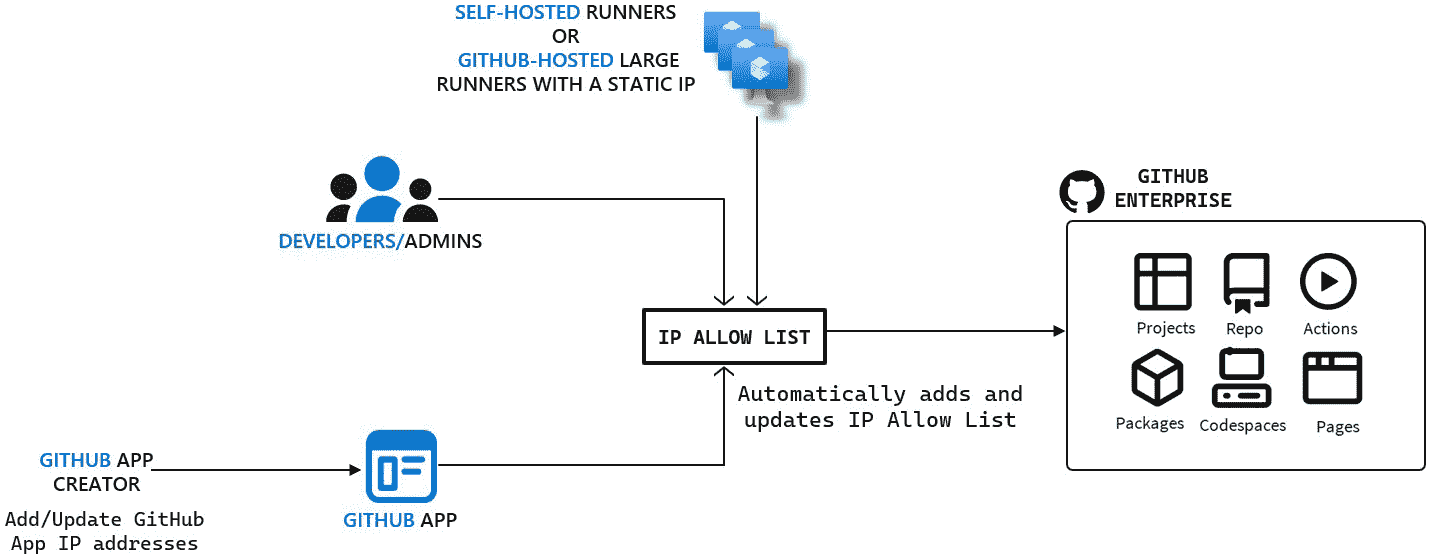 SELF-HOSTED RUNNERS
OR
GITHUB-HOSTED LARGE
RUNNERS WITH A STATIC IP
DEVELOPERS/ADMINS
GITHUB
ENTERPRISE
Projects
Repo
Actions
Packages
Codespaces
Pages
IP ALLOW LIST
Automatically adds and
updates IP Allow List
GITHUB APP
CREATOR
Add/Update GitHub
App IP addresses
GITHUB APP